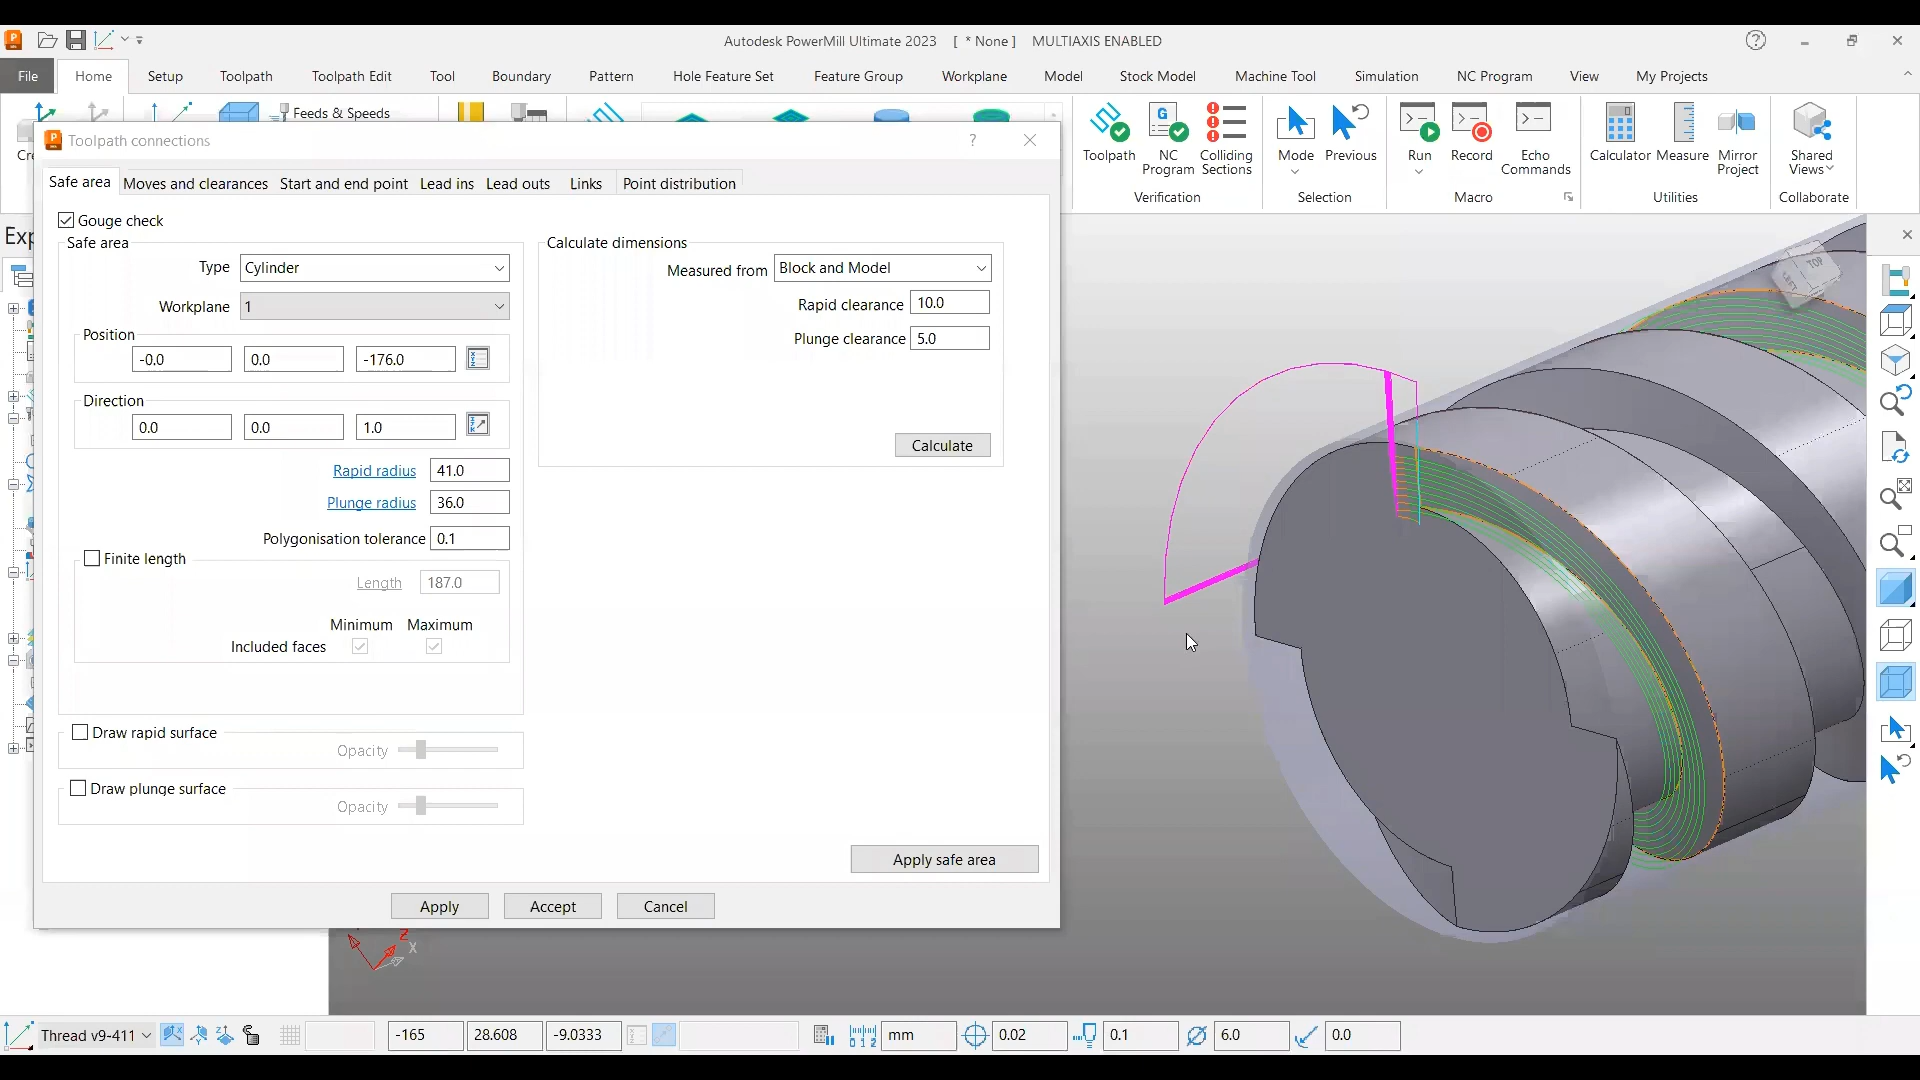 Autodesk PowerMill Ultimate 2023 [ * None ] MULTIAXIS ENABLED
File Home Setup Toolpath Toolpath Edit Tool Boundary Pattern Hole Feature Set Feature Group Workplane Model Stock Model Machine Tool Simulation NC Program View My Projects
Feeds & Speeds
Toolpath connections
Toolpath NC Program Colliding Sections
Verification
Mode Previous
Selection
Run Record Echo Commands
Macro
Calculator Measure Mirror Project
Utilities
Shared Views
Collaborate
Safe area Moves and clearances Start and end point Lead ins Lead outs Links Point distribution
Gouge check
Safe area
Type Cylinder
Workplane 1
Position
-0.0 0.0 -176.0
Direction
0.0 0.0 1.0
Rapid radius 41.0
Plunge radius 36.0
Polygonisation tolerance 0.1
Finite length
Length 187.0
Minimum Maximum
Included faces
Draw rapid surface
Opacity
Draw plunge surface
Opacity
Calculate dimensions
Measured from Block and Model
Rapid clearance 10.0
Plunge clearance 5.0
Calculate
Apply safe area
Apply Accept Cancel
TOP
Z
X
Thread v9-411 -165 28.608 -9.0333 mm 0.02 0.1 6.0 0.0